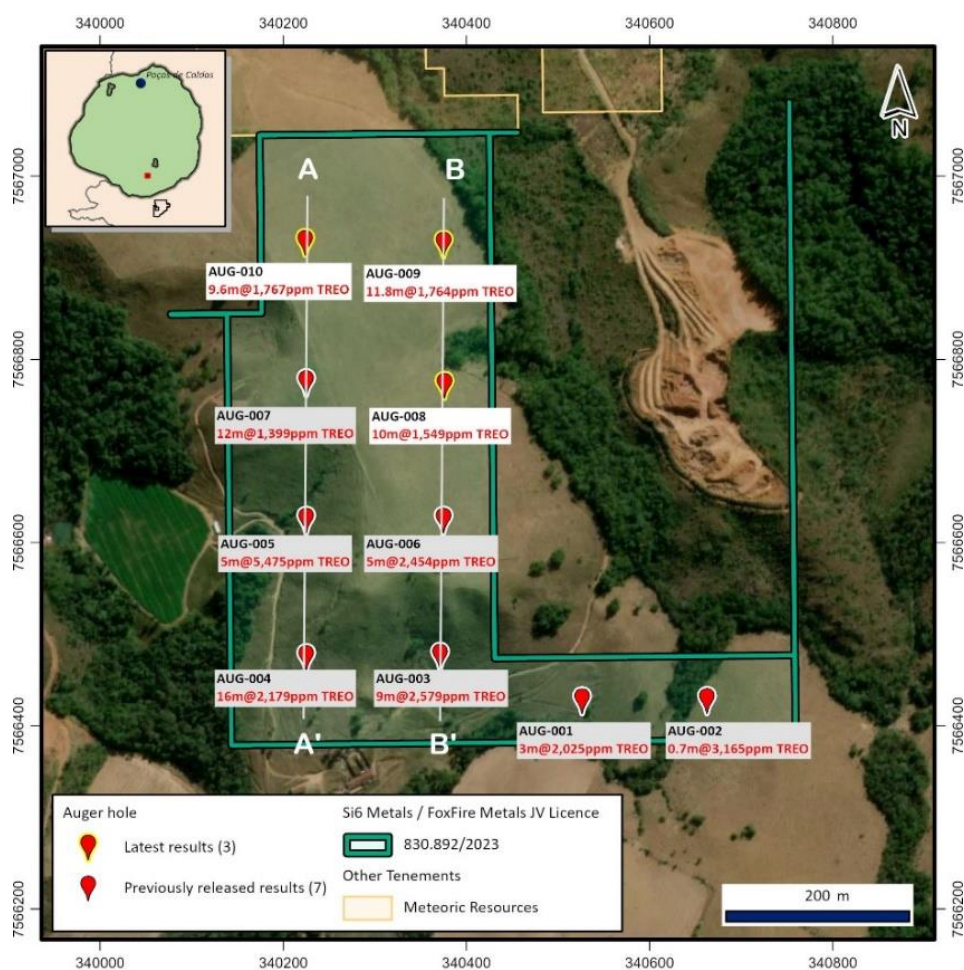 340000 340200 340400 340600 340800
Poços de Caldas
N
7567000
7567000
A
B
AUG-010
9.6m@1,767ppm TREO
AUG-009
11.8m@1,764ppm TREO
7566800
7566800
AUG-007
12m@1,399ppm TREO
AUG-008
10m@1,549ppm TREO
7566600
7566600
AUG-005
5m@5,475ppm TREO
AUG-006
5m@2,454ppm TREO
AUG-004
16m@2,179ppm TREO
AUG-003
9m@2,579ppm TREO
7566400
7566400
AUG-001
3m@2,025ppm TREO
AUG-002
0.7m@3,165ppm TREO
A'
B'
Auger hole
Latest results (3)
Previously released results (7)
Si6 Metals / FoxFire Metals JV Licence
830.892/2023
Other Tenements
Meteoric Resources
200 m
7566200
7566200
340000 340200 340400 340600 340800